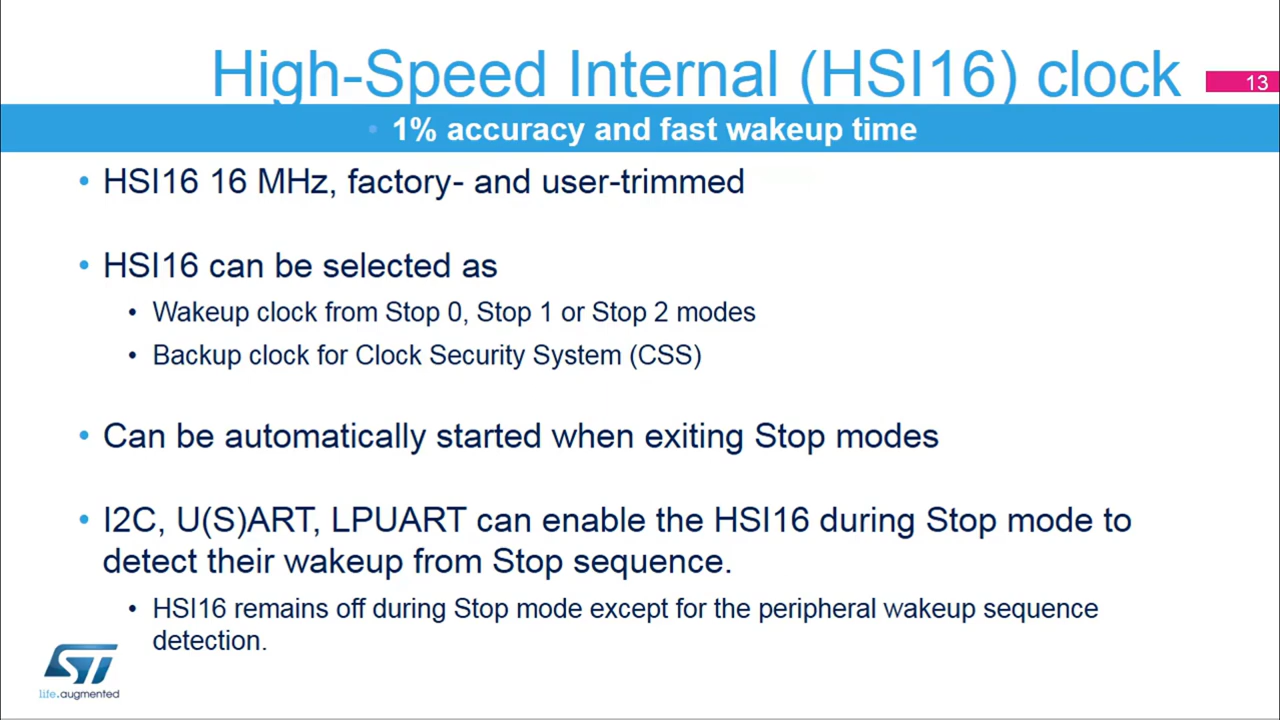 High-Speed Internal (HSI16) clock
13
• 1% accuracy and fast wakeup time
• HSI16 16 MHz, factory- and user-trimmed
• HSI16 can be selected as
• Wakeup clock from Stop 0, Stop 1 or Stop 2 modes
• Backup clock for Clock Security System (CSS)
• Can be automatically started when exiting Stop modes
• I2C, U(S)ART, LPUART can enable the HSI16 during Stop mode to
detect their wakeup from Stop sequence.
• HSI16 remains off during Stop mode except for the peripheral wakeup sequence
detection.
ST
life.augmented